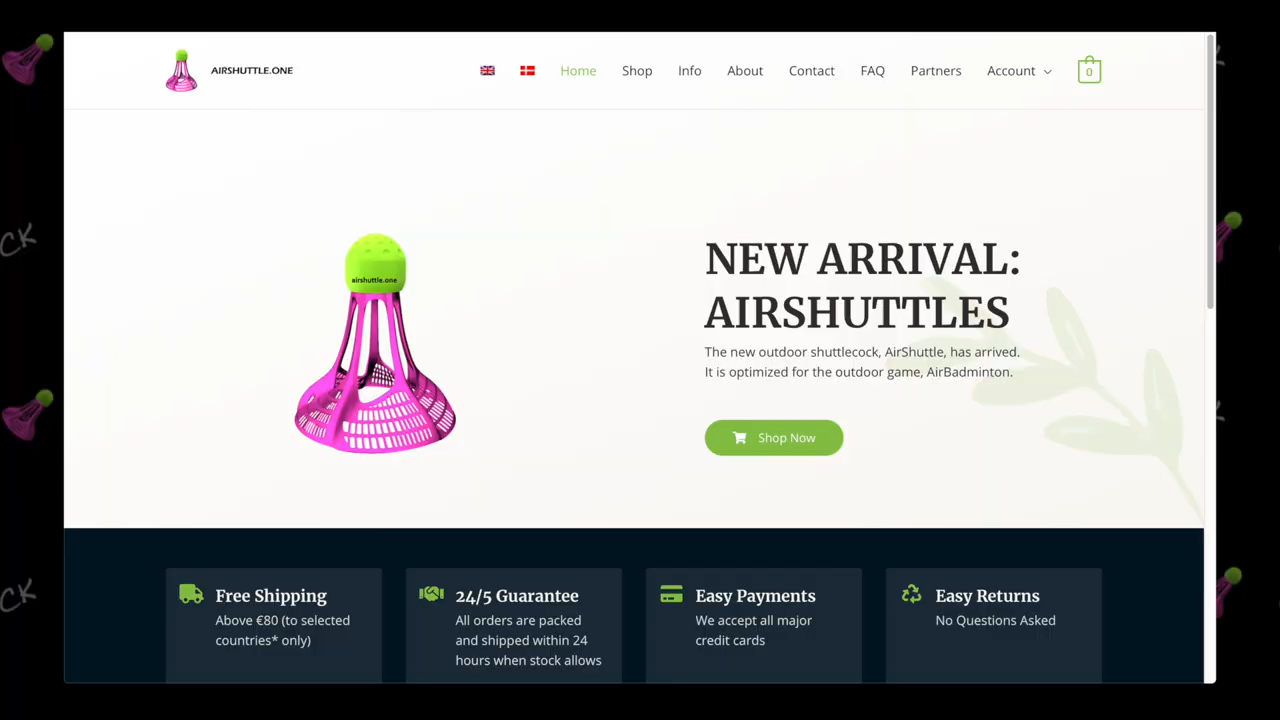 AIRSHUTTLE.ONE
Home Shop Info About Contact FAQ Partners Account 0
airshuttle.one
NEW ARRIVAL:
AIRSHUTTLES
The new outdoor shuttlecock, AirShuttle, has arrived.
It is optimized for the outdoor game, AirBadminton.
Shop Now
Free Shipping
Above €80 (to selected
countries* only)
24/5 Guarantee
All orders are packed
and shipped within 24
hours when stock allows
Easy Payments
We accept all major
credit cards
Easy Returns
No Questions Asked
CK
CK